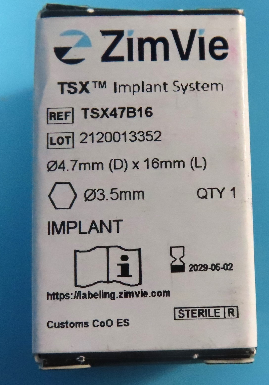 ZimVie
TSX™ Implant System
REF TSX47B16
LOT 2120013352
Ø4.7mm (D) x 16mm (L)
Ø3.5mm QTY 1
IMPLANT
i
2029-06-02
https://labeling.zimvie.com
STERILE R
Customs CoO ES